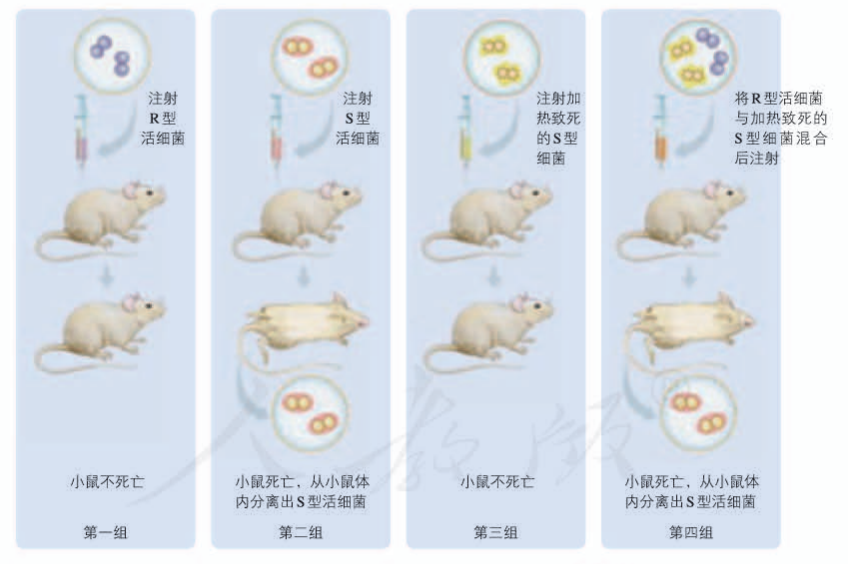 注射
R型
活细菌
注射
S型
活细菌
注射加
热致死
的S型
细菌
将R型活细菌
与加热致死的
S型细菌混合
后注射
小鼠不死亡
第一组
小鼠死亡，从小鼠体
内分离出S型活细菌
第二组
小鼠不死亡
第三组
小鼠死亡，从小鼠体
内分离出S型活细菌
第四组
人教版